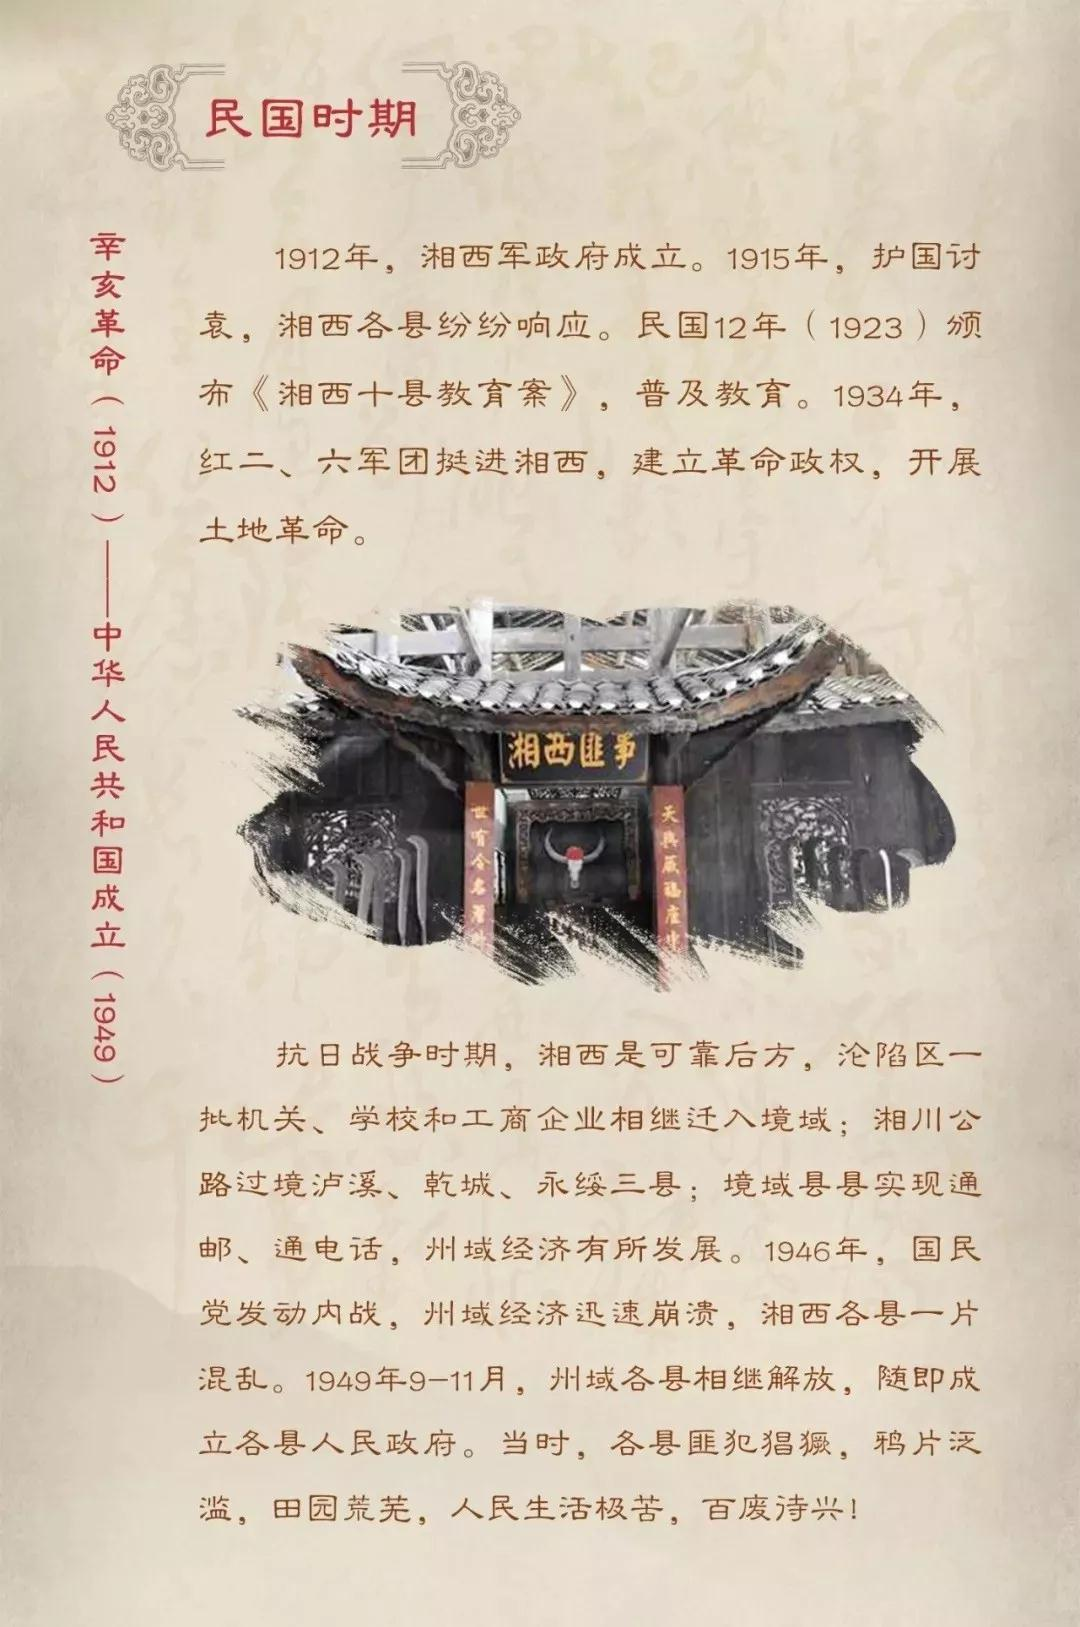 民国时期
辛亥革命（1912）——中华人民共和国成立（1949）
1912年，湘西军政府成立。1915年，护国讨
袁，湘西各县纷纷响应。民国12年（1923）颁
布《湘西十县教育案》，普及教育。1934年，
红二、六军团挺进湘西，建立革命政权，开展
土地革命。
湘西匪事
世有令名著
天兴厥福座
抗日战争时期，湘西是可靠后方，沦陷区一
批机关、学校和工商企业相继迁入境域；湘川公
路过境泸溪、乾城、永绥三县；境域县县实现通
邮、通电话，州域经济有所发展。1946年，国民
党发动内战，州域经济迅速崩溃，湘西各县一片
混乱。1949年9-11月，州域各县相继解放，随即成
立各县人民政府。当时，各县匪犯猖獗，鸦片泛
滥，田园荒芜，人民生活极苦，百废待兴！